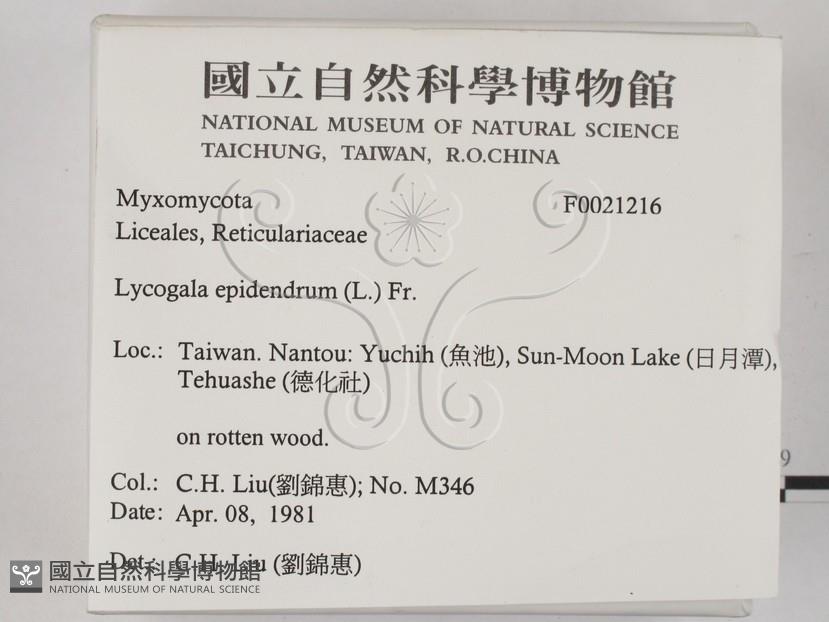 國立自然科學博物館
NATIONAL MUSEUM OF NATURAL SCIENCE
TAICHUNG, TAIWAN, R.O.CHINA
Myxomycota F0021216
Liceales, Reticulariaceae
Lycogala epidendrum (L.) Fr.
Loc.: Taiwan. Nantou: Yuchih (魚池), Sun-Moon Lake (日月潭),
Tehuashe (德化社)
on rotten wood.
9
Col.: C.H. Liu(劉錦惠); No. M346
Date: Apr. 08, 1981
Det.: C.H. Liu (劉錦惠)
國立自然科學博物館
NATIONAL MUSEUM OF NATURAL SCIENCE